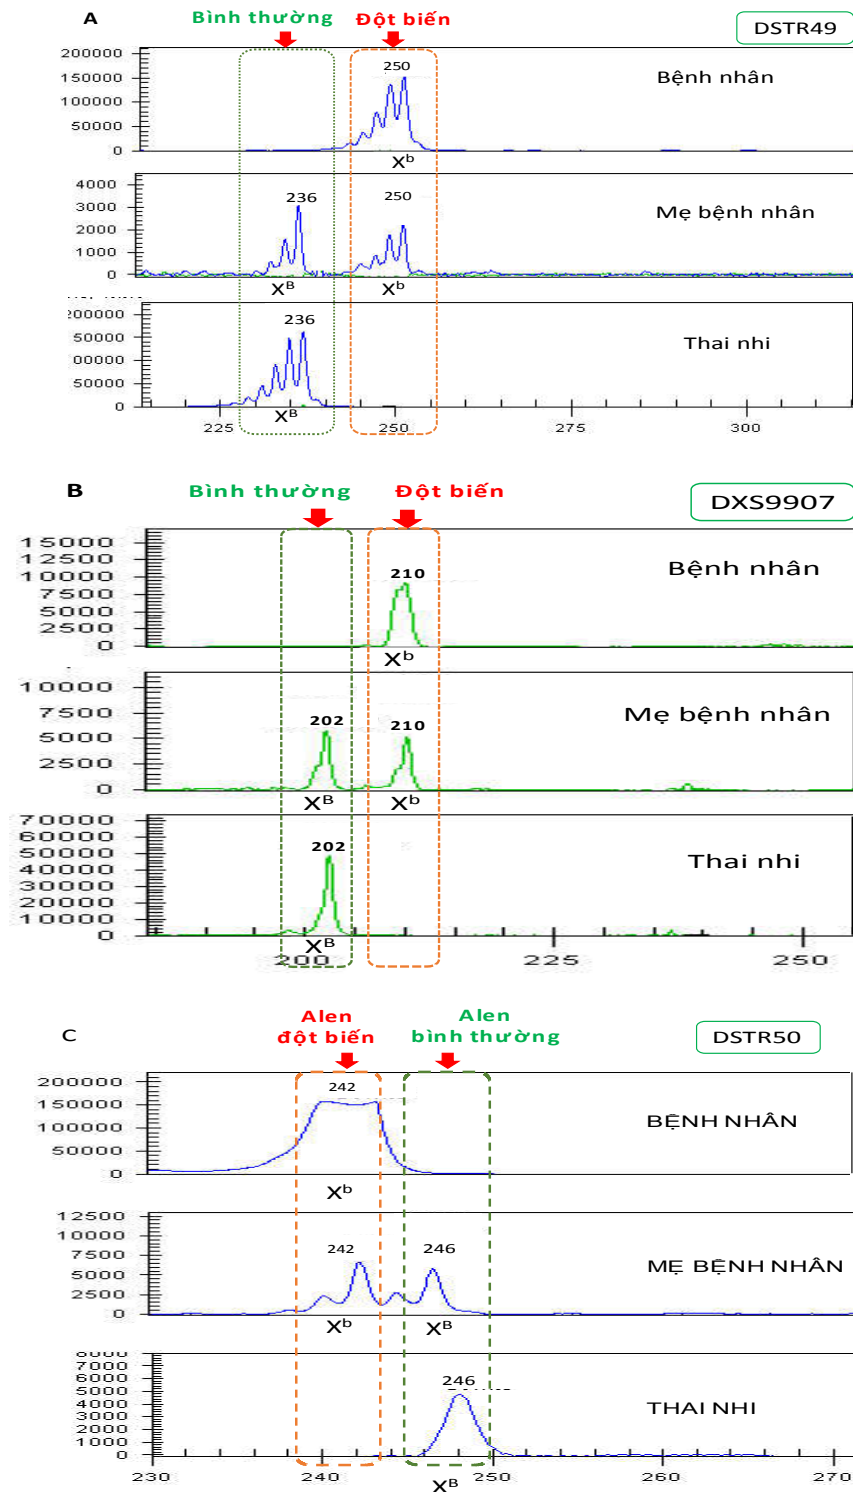 A
Bình thường
Đột biến
DSTR49
200000
150000
100000
50000
0
250
Bệnh nhân
Xᵇ
4000
3000
2000
1000
0
236
250
Mẹ bệnh nhân
Xᴮ
Xᵇ
200000
50000
00000
50000
0
236
Thai nhi
Xᴮ
225
250
275
300
B
Bình thường
Đột biến
DXS9907
15000
12500
10000
7500
5000
2500
0
210
Bệnh nhân
Xᵇ
10000
7500
5000
2500
0
202
210
Mẹ bệnh nhân
Xᴮ
Xᵇ
70000
60000
50000
40000
30000
20000
10000
0
202
Thai nhi
Xᴮ
200
225
250
C
Alen
đột biến
Alen
bình thường
DSTR50
200000
150000
100000
50000
0
242
BỆNH NHÂN
Xᵇ
12500
10000
7500
5000
2500
0
242
246
MẸ BỆNH NHÂN
Xᵇ
Xᴮ
8000
7000
6000
5000
4000
3000
2000
1000
0
246
THAI NHI
230
240
250
260
270
Xᴮ